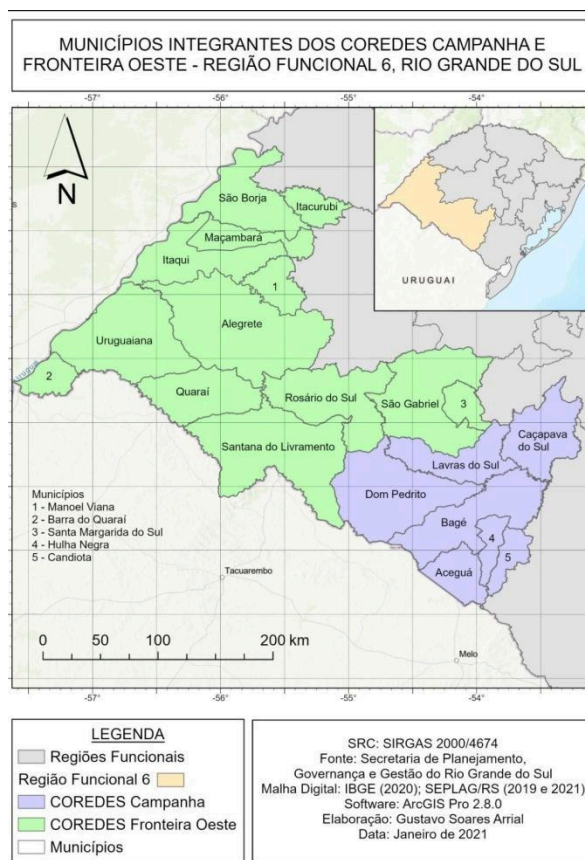 MUNICÍPIOS INTEGRANTES DOS COREDES CAMPANHA E
FRONTEIRA OESTE - REGIÃO FUNCIONAL 6, RIO GRANDE DO SUL
-57°
-56°
-55°
-54°
N
São Borja
Itacurubi
Maçambará
Itaqui
1
URUGUAI
Uruguaiana
Alegrete
2
Quaraí
Rosário do Sul
São Gabriel
3
Caçapava
do Sul
Santana do Livramento
Lavras do Sul
Dom Pedrito
Bagé
4
5
Aceguá
Municípios
1 - Manoel Viana
2 - Barra do Quaraí
3 - Santa Margarida do Sul
4 - Hulha Negra
5 - Candiota
Tacuarembo
Melo
0 50 100 200 km
-57°
-56°
-55°
-54°
LEGENDA
Regiões Funcionais
Região Funcional 6
COREDES Campanha
COREDES Fronteira Oeste
Municípios
SRC: SIRGAS 2000/4674
Fonte: Secretaria de Planejamento,
Governança e Gestão do Rio Grande do Sul
Malha Digital: IBGE (2020); SEPLAG/RS (2019 e 2021)
Software: ArcGIS Pro 2.8.0
Elaboração: Gustavo Soares Arrial
Data: Janeiro de 2021